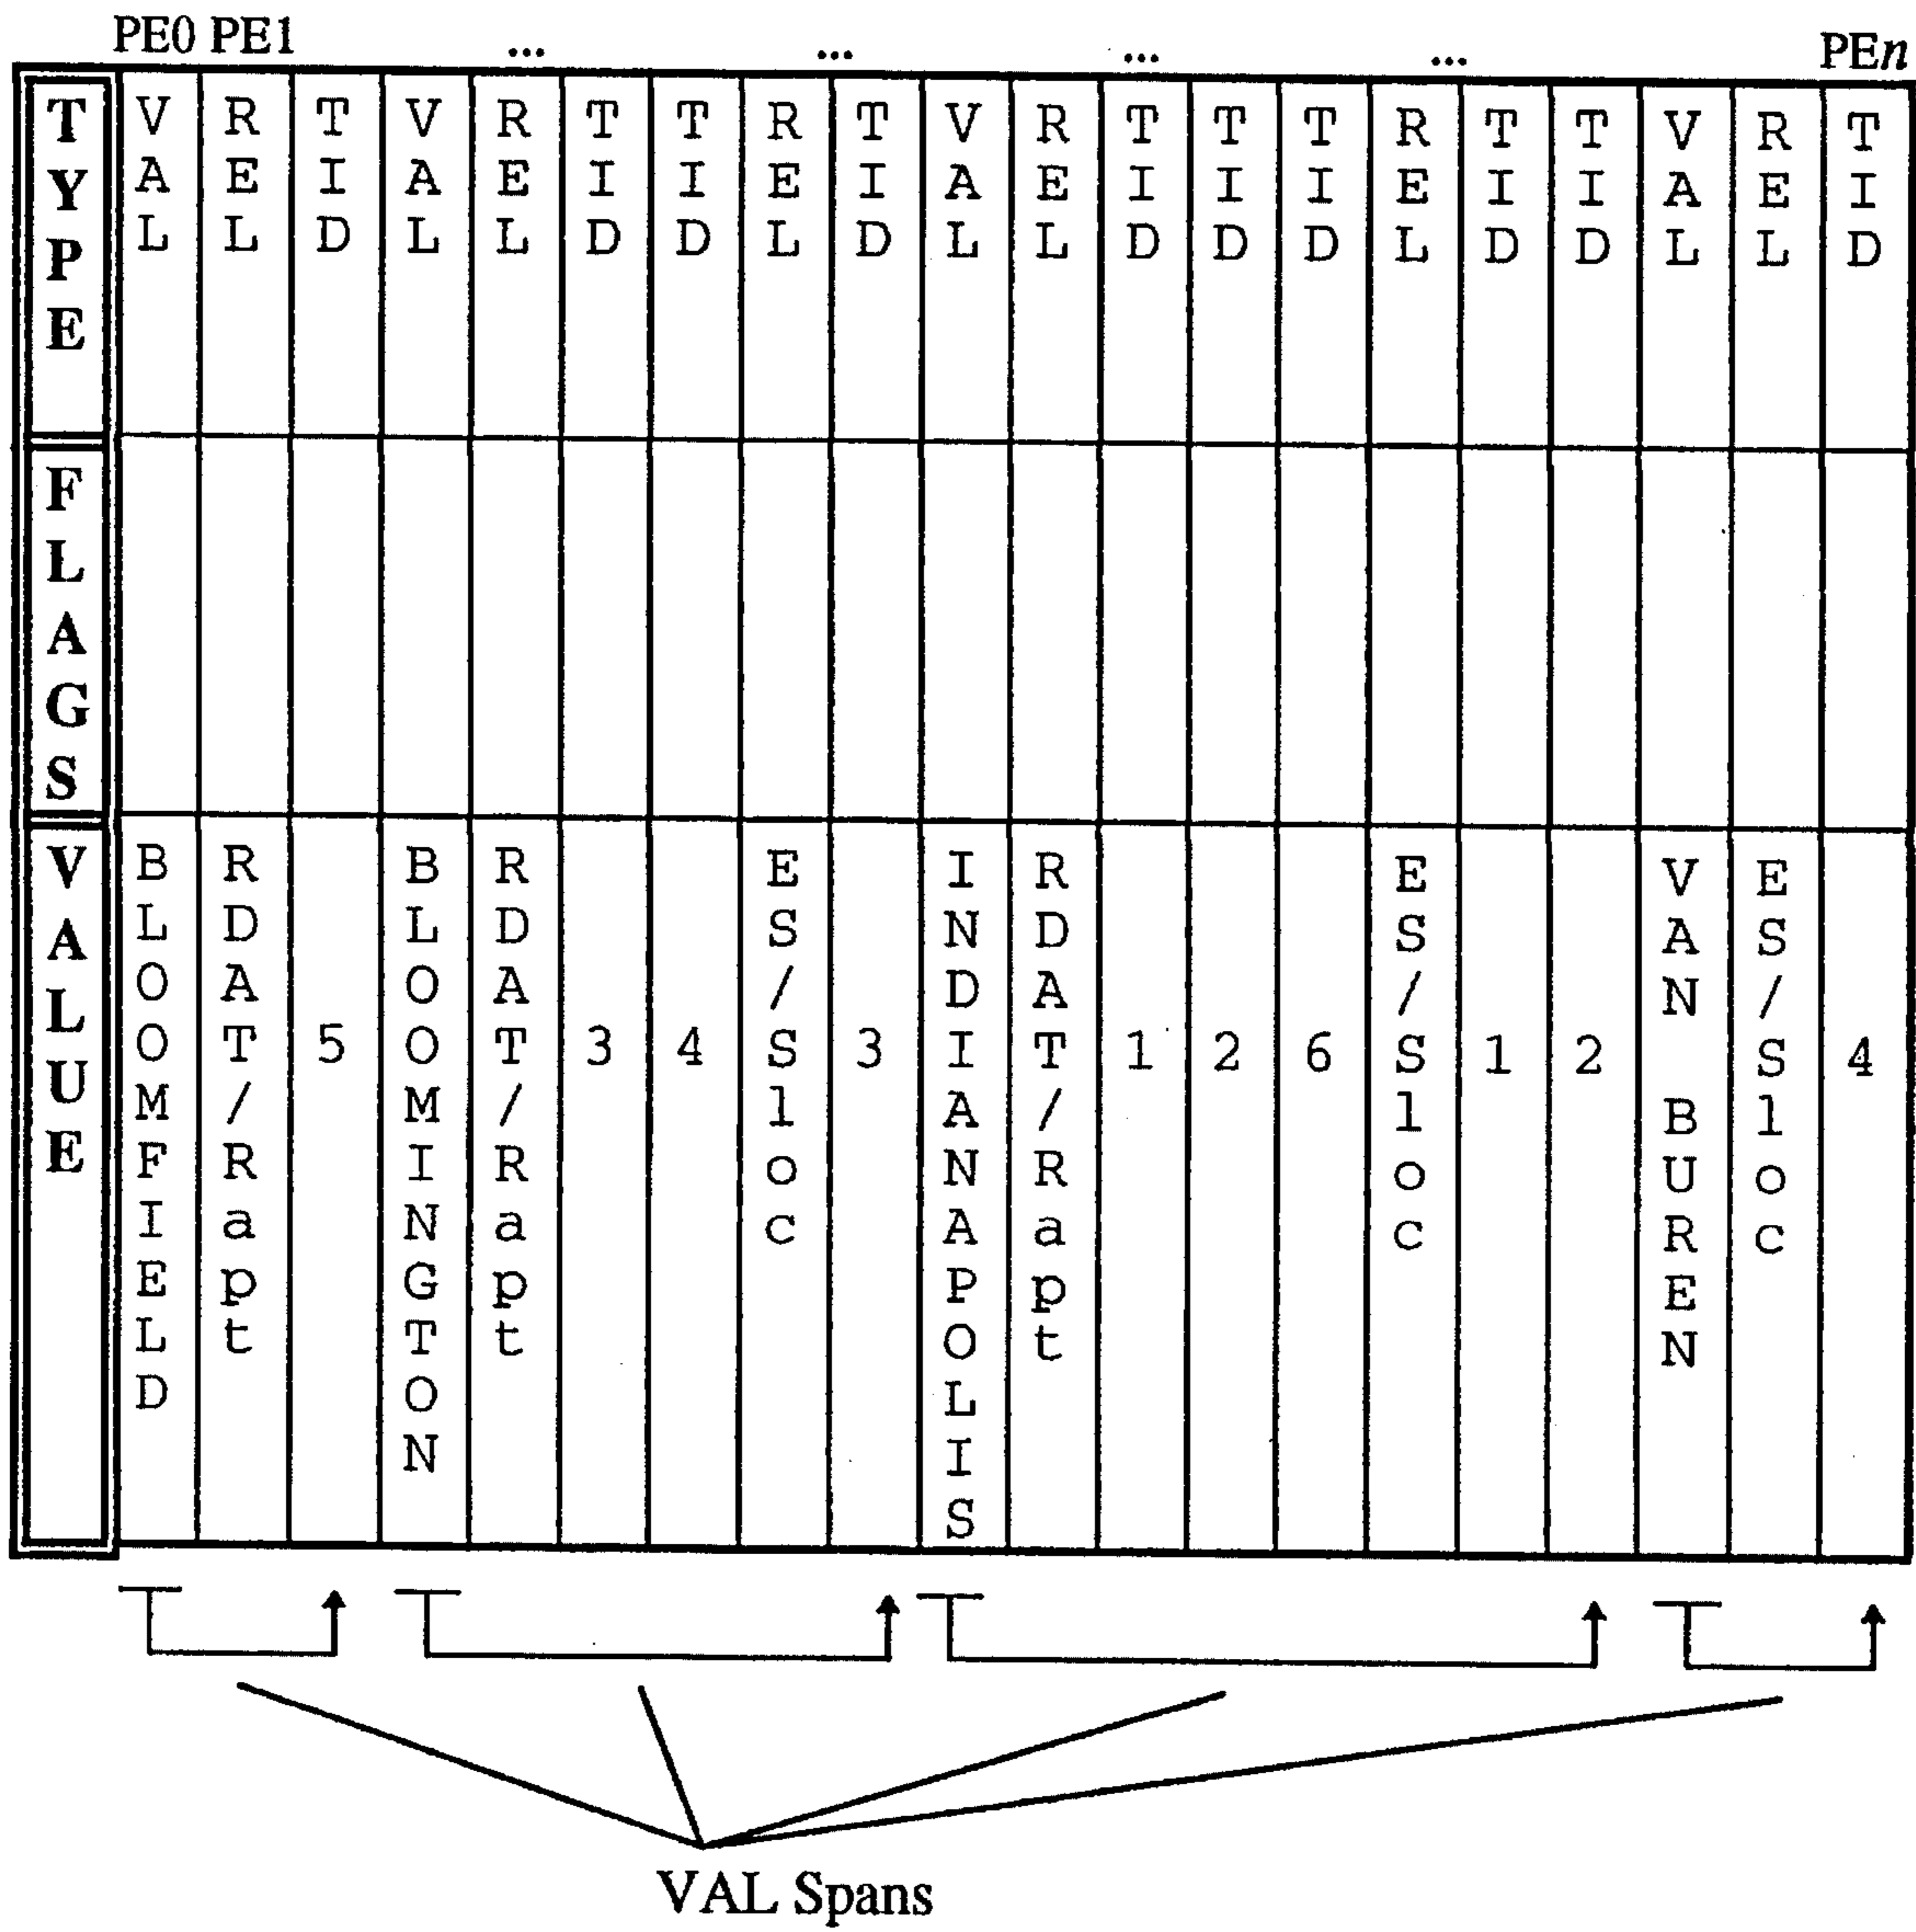 PE0 PE1 ... ... ... ... PEn
TYPE VAL REL TID VAL REL TID TID REL TID VAL REL TID TID TID REL TID TID VAL REL TID
FLAGS
VALUE BLOOMFIELD RDAT/Rapt 5 BLOOMINGTON RDAT/Rapt 3 4 ES/Sloc 3 INDIANAPOLIS RDAT/Rapt 1 2 6 ES/Sloc 1 2 VAN BUREN ES/Sloc 4
VAL Spans